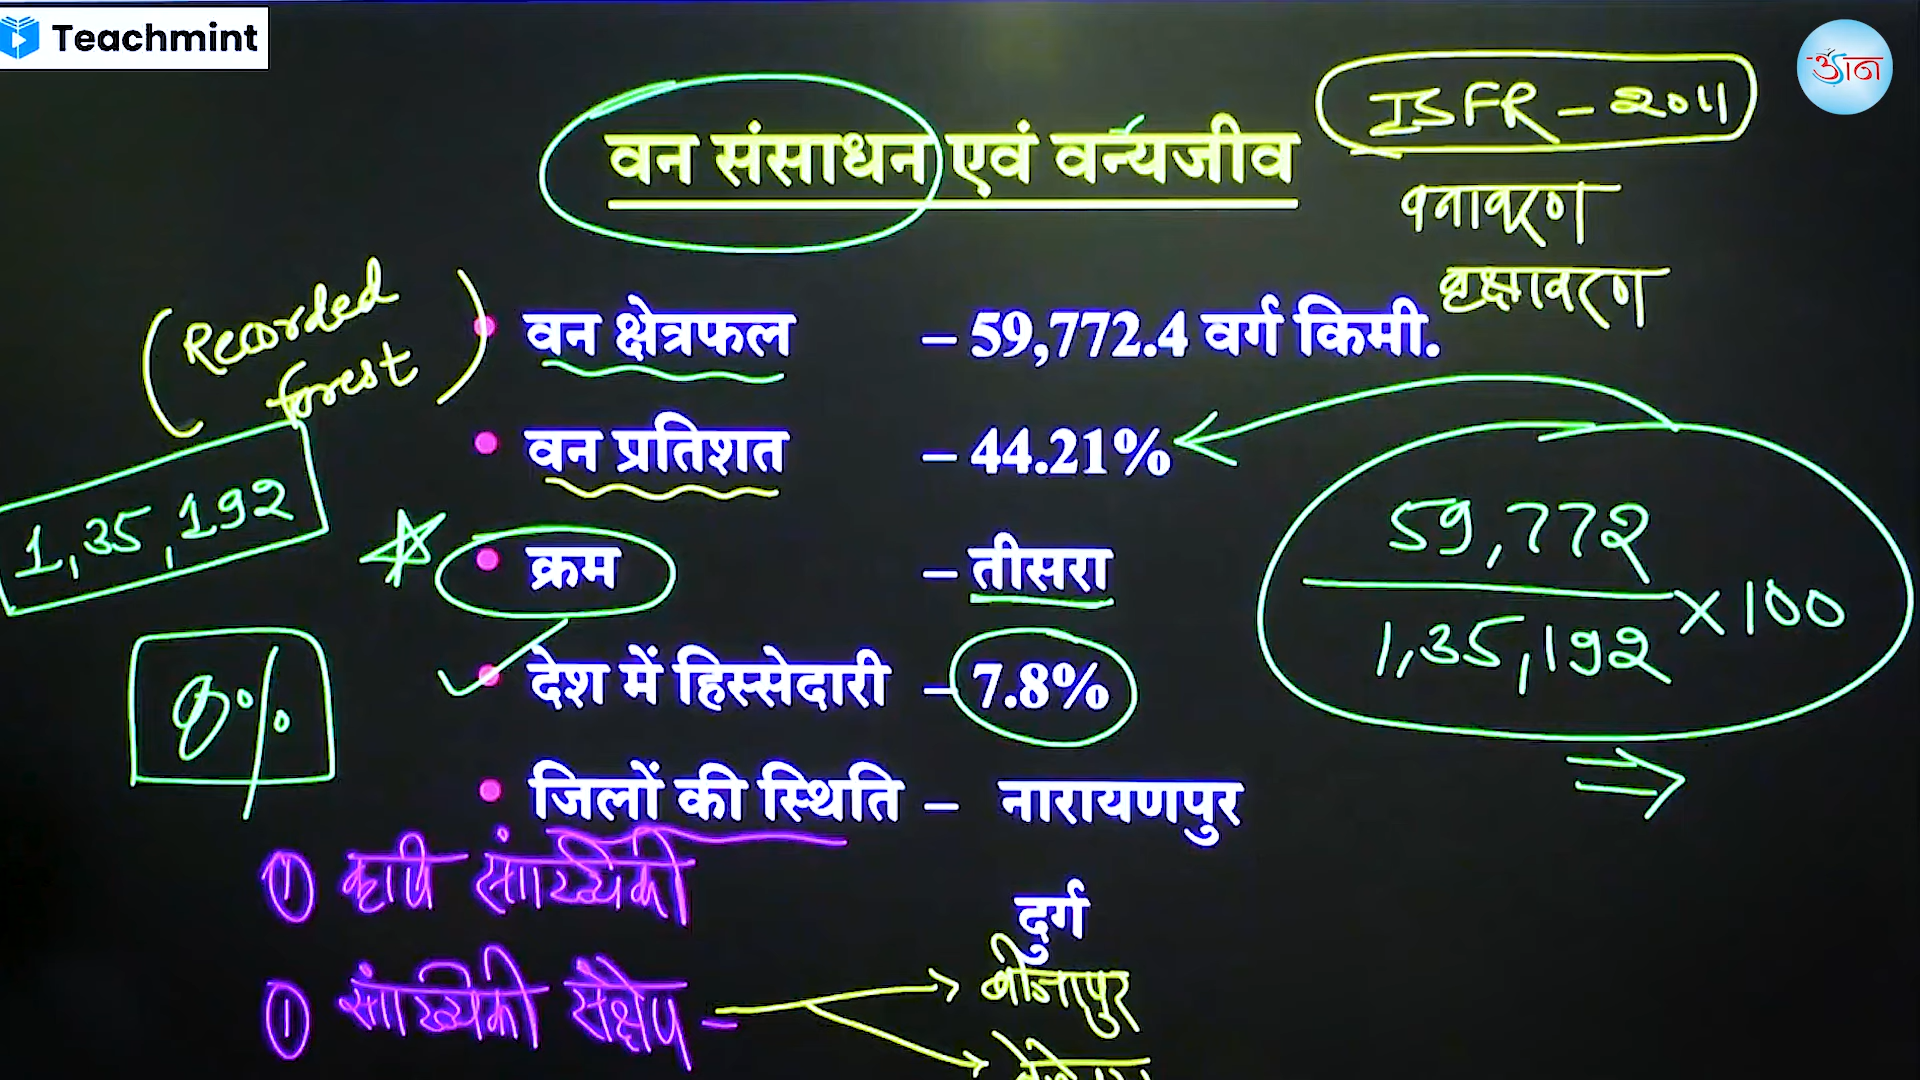 Teachmint
ज्ञान
वन संसाधन एवं वन्यजीव
ISFR - 2011
वनावरण
वृक्षावरण
(Recorded forest)
1,35,192
• वन क्षेत्रफल – 59,772.4 वर्ग किमी.
• वन प्रतिशत – 44.21%
• क्रम – तीसरा
• देश में हिस्सेदारी – 7.8%
8%
59,772
1,35,192 × 100
• जिलों की स्थिति – नारायणपुर
दुर्ग
① कृषि सांख्यिकी
① सांख्यिकी संक्षेप –
बीजापुर